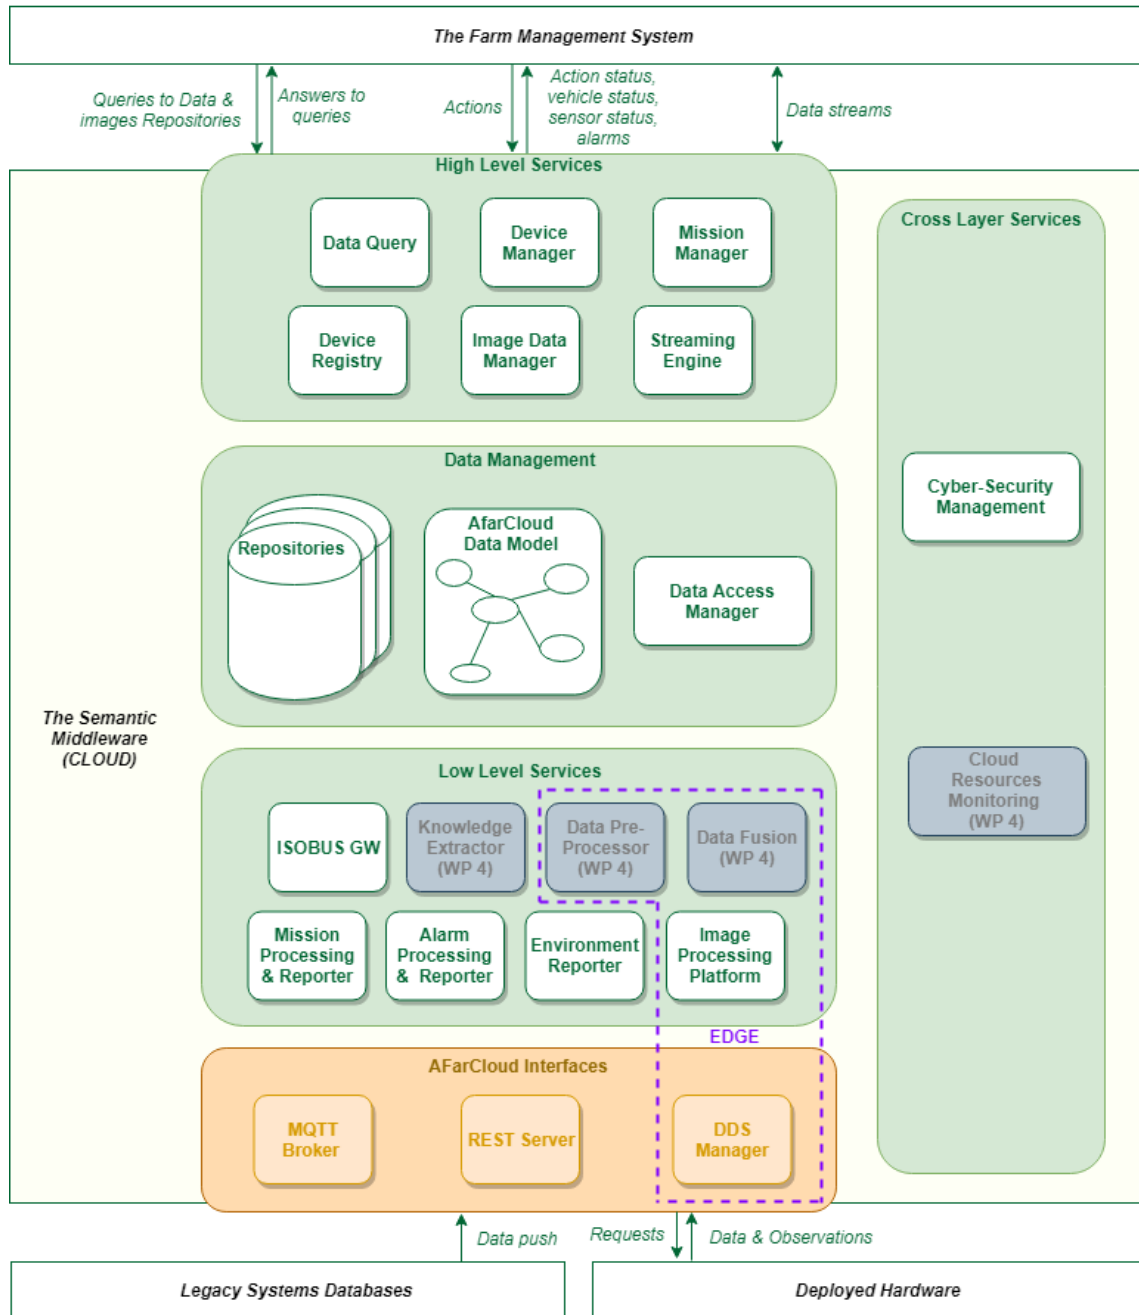 The Farm Management System
Queries to Data &
images Repositories
Answers to
queries
Actions
Action status,
vehicle status,
sensor status,
alarms
Data streams
High Level Services
Data Query
Device
Manager
Mission
Manager
Device
Registry
Image Data
Manager
Streaming
Engine
Cross Layer Services
Cyber-Security
Management
Cloud
Resources
Monitoring
(WP 4)
Data Management
Repositories
AfarCloud
Data Model
Data Access
Manager
The Semantic
Middleware
(CLOUD)
Low Level Services
ISOBUS GW
Knowledge
Extractor
(WP 4)
Data Pre-
Processor
(WP 4)
Data Fusion
(WP 4)
Mission
Processing
& Reporter
Alarm
Processing
& Reporter
Environment
Reporter
Image
Processing
Platform
EDGE
AFarCloud Interfaces
MQTT
Broker
REST Server
DDS
Manager
Data push
Requests
Data & Observations
Legacy Systems Databases
Deployed Hardware